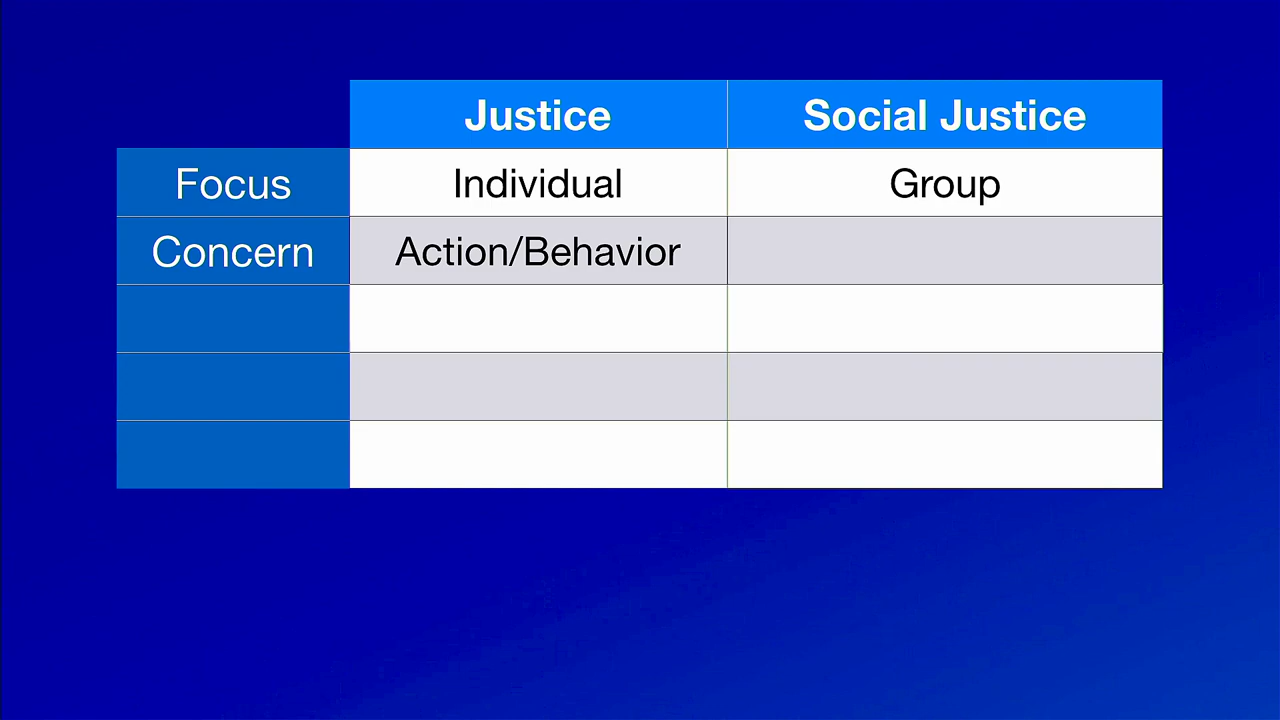 Justice Social Justice
Focus Individual Group
Concern Action/Behavior